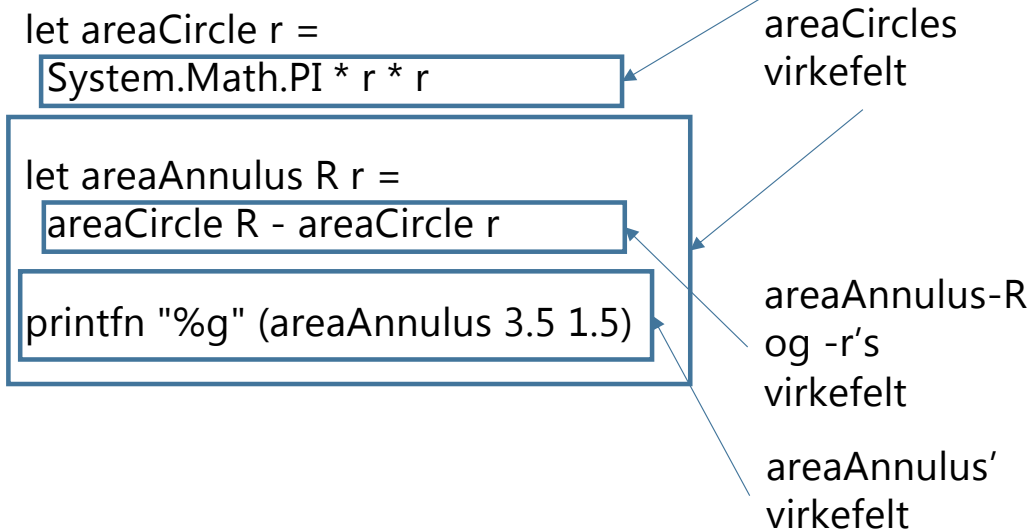 let areaCircle r =
System.Math.PI * r * r
let areaAnnulus R r =
areaCircle R - areaCircle r
printfn "%g" (areaAnnulus 3.5 1.5)
areaCircles
virkefelt
areaAnnulus-R
og -r’s
virkefelt
areaAnnulus’
virkefelt